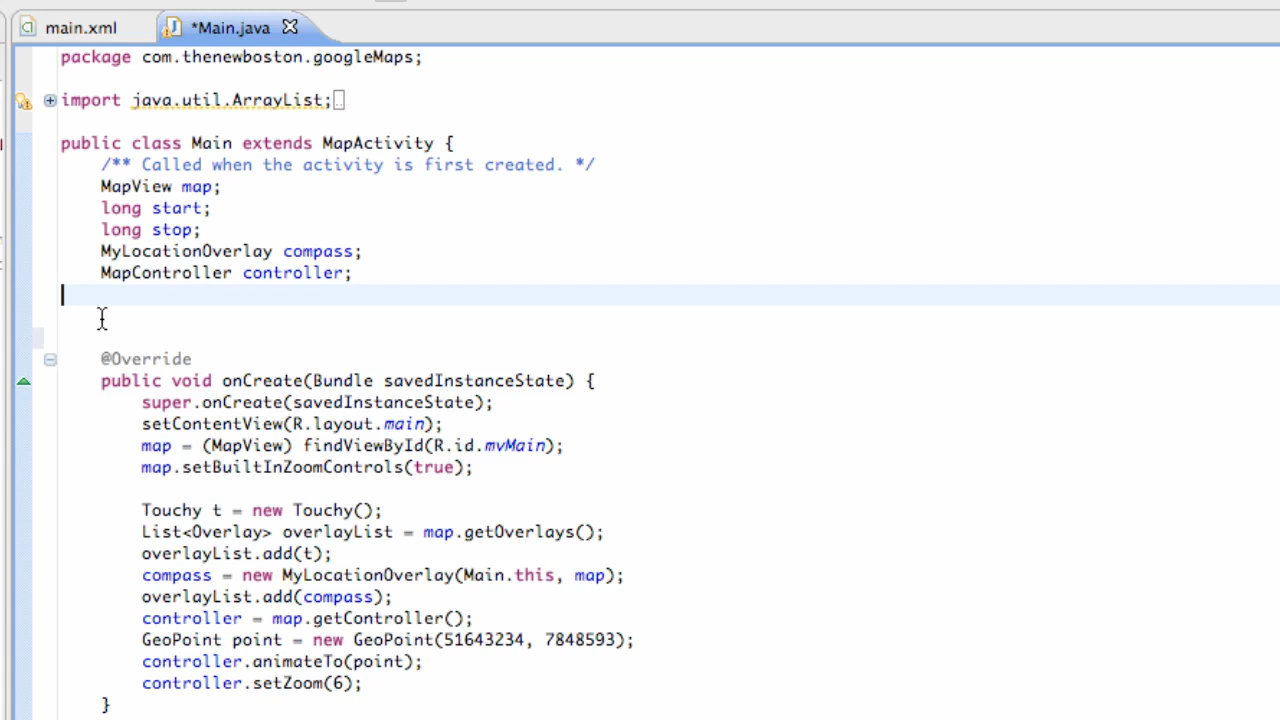 main.xml
*Main.java
package com.thenewboston.googleMaps;
import java.util.ArrayList;
public class Main extends MapActivity {
/** Called when the activity is first created. */
MapView map;
long start;
long stop;
MyLocationOverlay compass;
MapController controller;
@Override
public void onCreate(Bundle savedInstanceState) {
super.onCreate(savedInstanceState);
setContentView(R.layout.main);
map = (MapView) findViewById(R.id.mvMain);
map.setBuiltInZoomControls(true);
Touchy t = new Touchy();
List<Overlay> overlayList = map.getOverlays();
overlayList.add(t);
compass = new MyLocationOverlay(Main.this, map);
overlayList.add(compass);
controller = map.getController();
GeoPoint point = new GeoPoint(51643234, 7848593);
controller.animateTo(point);
controller.setZoom(6);
}